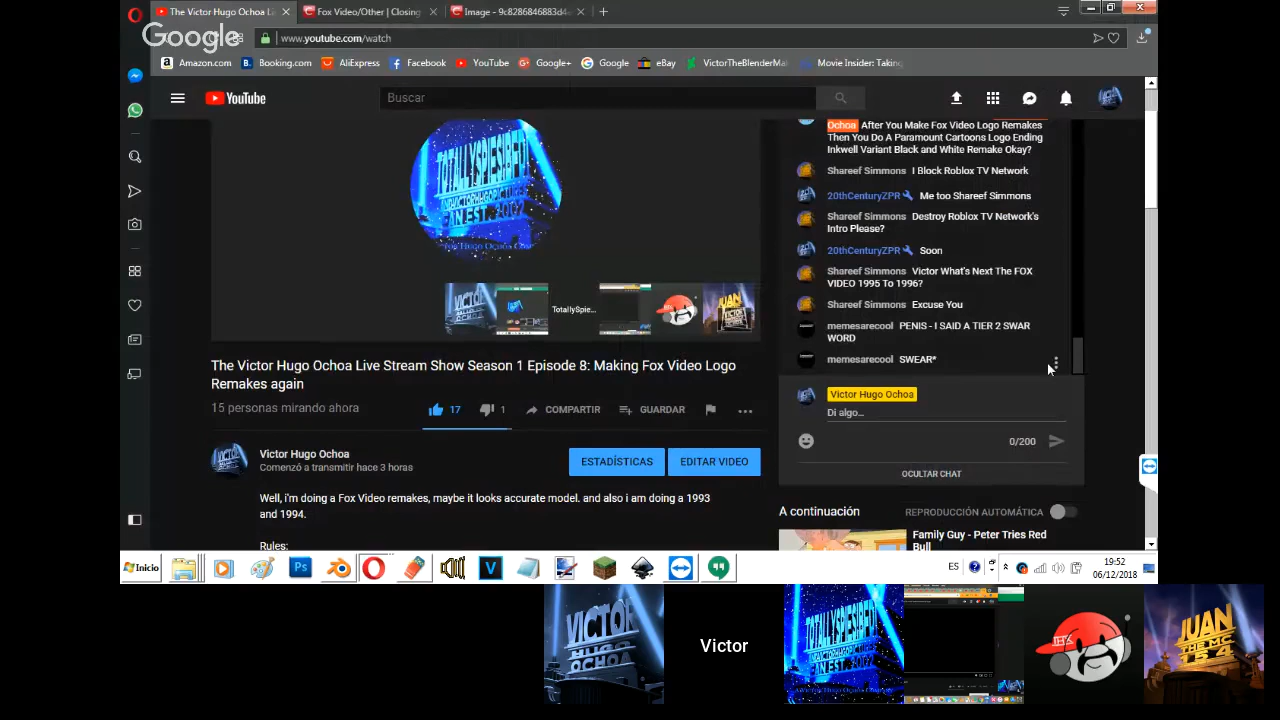 The Victor Hugo Ochoa Li
Fox Video/Other | Closing
Image - 9c8286846883d4
Google
www.youtube.com/watch
Amazon.com
Booking.com
AliExpress
Facebook
YouTube
Google+
Google
eBay
VictorTheBlenderMa
Movie Insider: Taking
YouTube
Buscar
Ochoa After You Make Fox Video Logo Remakes
Then You Do A Paramount Cartoons Logo Ending
Inkwell Variant Black and White Remake Okay?
Shareef Simmons I Block Roblox TV Network
20thCenturyZPR Me too Shareef Simmons
Shareef Simmons Destroy Roblox TV Network's
Intro Please?
20thCenturyZPR Soon
Shareef Simmons Victor What's Next The FOX
VIDEO 1995 To 1996?
Shareef Simmons Excuse You
memesarecool PENIS - I SAID A TIER 2 SWAR
WORD
memesarecool SWEAR*
Victor Hugo Ochoa
Di algo...
0/200
OCULTAR CHAT
TotallySpie...
JUAN
The Victor Hugo Ochoa Live Stream Show Season 1 Episode 8: Making Fox Video Logo
Remakes again
15 personas mirando ahora
17
1
COMPARTIR
GUARDAR
Victor Hugo Ochoa
Comenzó a transmitir hace 3 horas
ESTADÍSTICAS
EDITAR VIDEO
Well, i'm doing a Fox Video remakes, maybe it looks accurate model. and also i am doing a 1993
and 1994.
Rules:
A continuación
REPRODUCCIÓN AUTOMÁTICA
Family Guy - Peter Tries Red
Bull
Inicio
Ps
V
ES
19:52
06/12/2018
VICTOR
HUGO
OCHOA
Victor
JUAN
THE MC
154